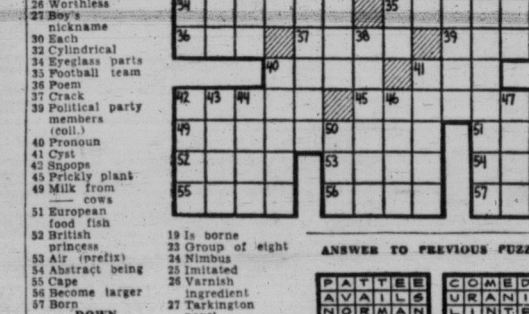 26 Worthless
27 Boy's
nickname
30 Each
32 Cylindrical
34 Eyeglass parts
35 Football team
36 Poem
37 Crack
39 Political party
members
(coll.)
40 Pronoun
41 Cyst
42 Snoops
45 Prickly plant
49 Milk from
— cows
51 European
food fish
52 British
princess
53 Air (prefix)
54 Abstract being
55 Cape
56 Become larger
57 Born
DOWN
19 Is borne
23 Group of eight
24 Nimbus
25 Imitated
26 Varnish
ingredient
27 Tarkington
34 35
36 37 38 39
40 41
42 43 44 45 46 47
49 50 51
52 53 54
55 56 57
ANSWER TO PREVIOUS PUZZ
PATTEE COMED
AVAILS URANI
NORMAN LINT